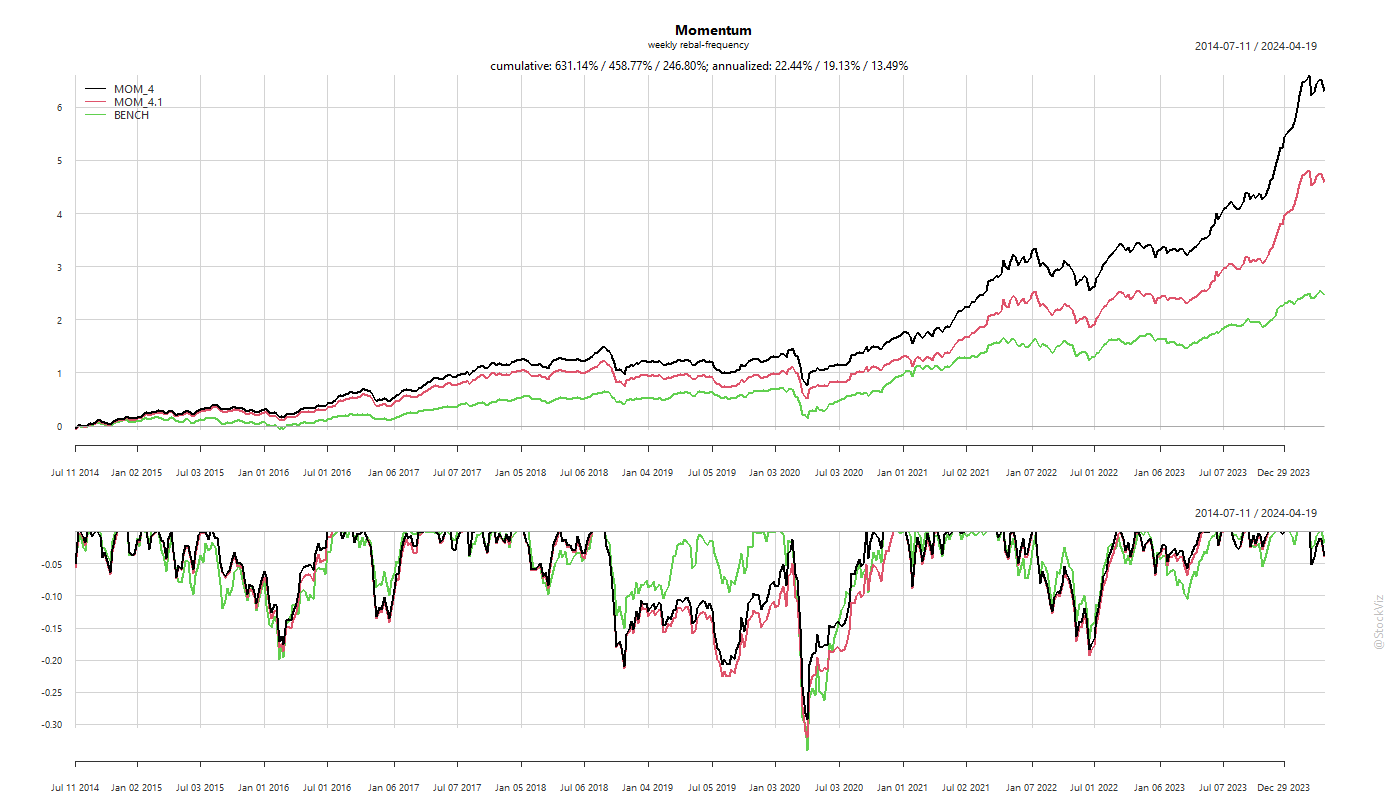 Momentum
weekly rebal-frequency
2014-07-11 / 2024-04-19
cumulative: 631.14% / 458.77% / 246.80%; annualized: 22.44% / 19.13% / 13.49%
MOM_4
MOM_4.1
BENCH
6
5
4
3
2
1
0
Jul 11 2014 Jan 02 2015 Jul 03 2015 Jan 01 2016 Jul 01 2016 Jan 06 2017 Jul 07 2017 Jan 05 2018 Jul 06 2018 Jan 04 2019 Jul 05 2019 Jan 03 2020 Jul 03 2020 Jan 01 2021 Jul 02 2021 Jan 07 2022 Jul 01 2022 Jan 06 2023 Jul 07 2023 Dec 29 2023
2014-07-11 / 2024-04-19
-0.05
-0.10
-0.15
-0.20
-0.25
-0.30
Jul 11 2014 Jan 02 2015 Jul 03 2015 Jan 01 2016 Jul 01 2016 Jan 06 2017 Jul 07 2017 Jan 05 2018 Jul 06 2018 Jan 04 2019 Jul 05 2019 Jan 03 2020 Jul 03 2020 Jan 01 2021 Jul 02 2021 Jan 07 2022 Jul 01 2022 Jan 06 2023 Jul 07 2023 Dec 29 2023
@StockViz